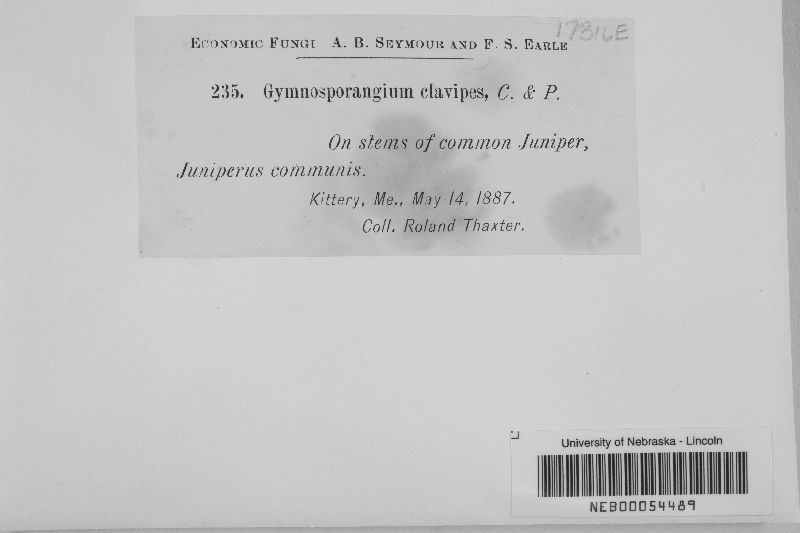 17316E
Economic Fungi A. B. Seymour and F. S. Earle
235. Gymnosporangium clavipes, C. & P.
On stems of common Juniper,
Juniperus communis.
Kittery, Me., May 14, 1887.
Coll. Roland Thaxter.
University of Nebraska - Lincoln
NEB00054489